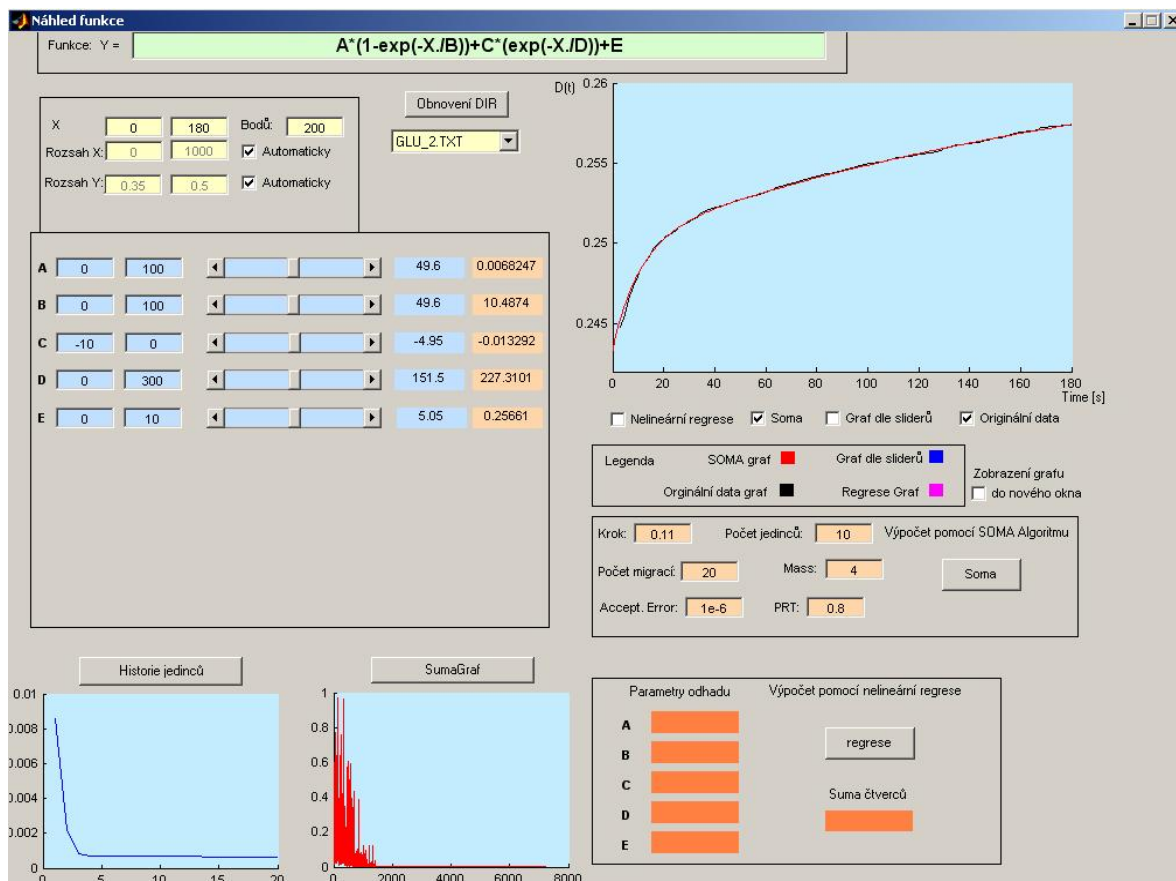 Náhled funkce
Funkce: Y = A*(1-exp(-X./B))+C*(exp(-X./D))+E
X 0 180 Bodů: 200
Rozsah X: 0 1000 Automaticky
Rozsah Y: 0.35 0.5 Automaticky
Obnovení DIR
GLU_2.TXT
A 0 100 49.6 0.0068247
B 0 100 49.6 10.4874
C -10 0 -4.95 -0.013292
D 0 300 151.5 227.3101
E 0 10 5.05 0.25661
D(t)
0.26
0.255
0.25
0.245
0 20 40 60 80 100 120 140 160 180
Time [s]
Nelineární regrese Soma Graf dle sliderů Originální data
Legenda SOMA graf Graf dle sliderů
Orginální data graf Regrese Graf
Zobrazení grafu
do nového okna
Krok: 0.11 Počet jedinců: 10 Výpočet pomocí SOMA Algoritmu
Počet migrací: 20 Mass: 4 Soma
Accept. Error: 1e-6 PRT: 0.8
Historie jedinců
0.01
0.008
0.006
0.004
0.002
0
0 5 10 15 20
SumaGraf
1
0.8
0.6
0.4
0.2
0
0 2000 4000 6000 8000
Parametry odhadu Výpočet pomocí nelineární regrese
A
B
C
D
E
regrese
Suma čtverců